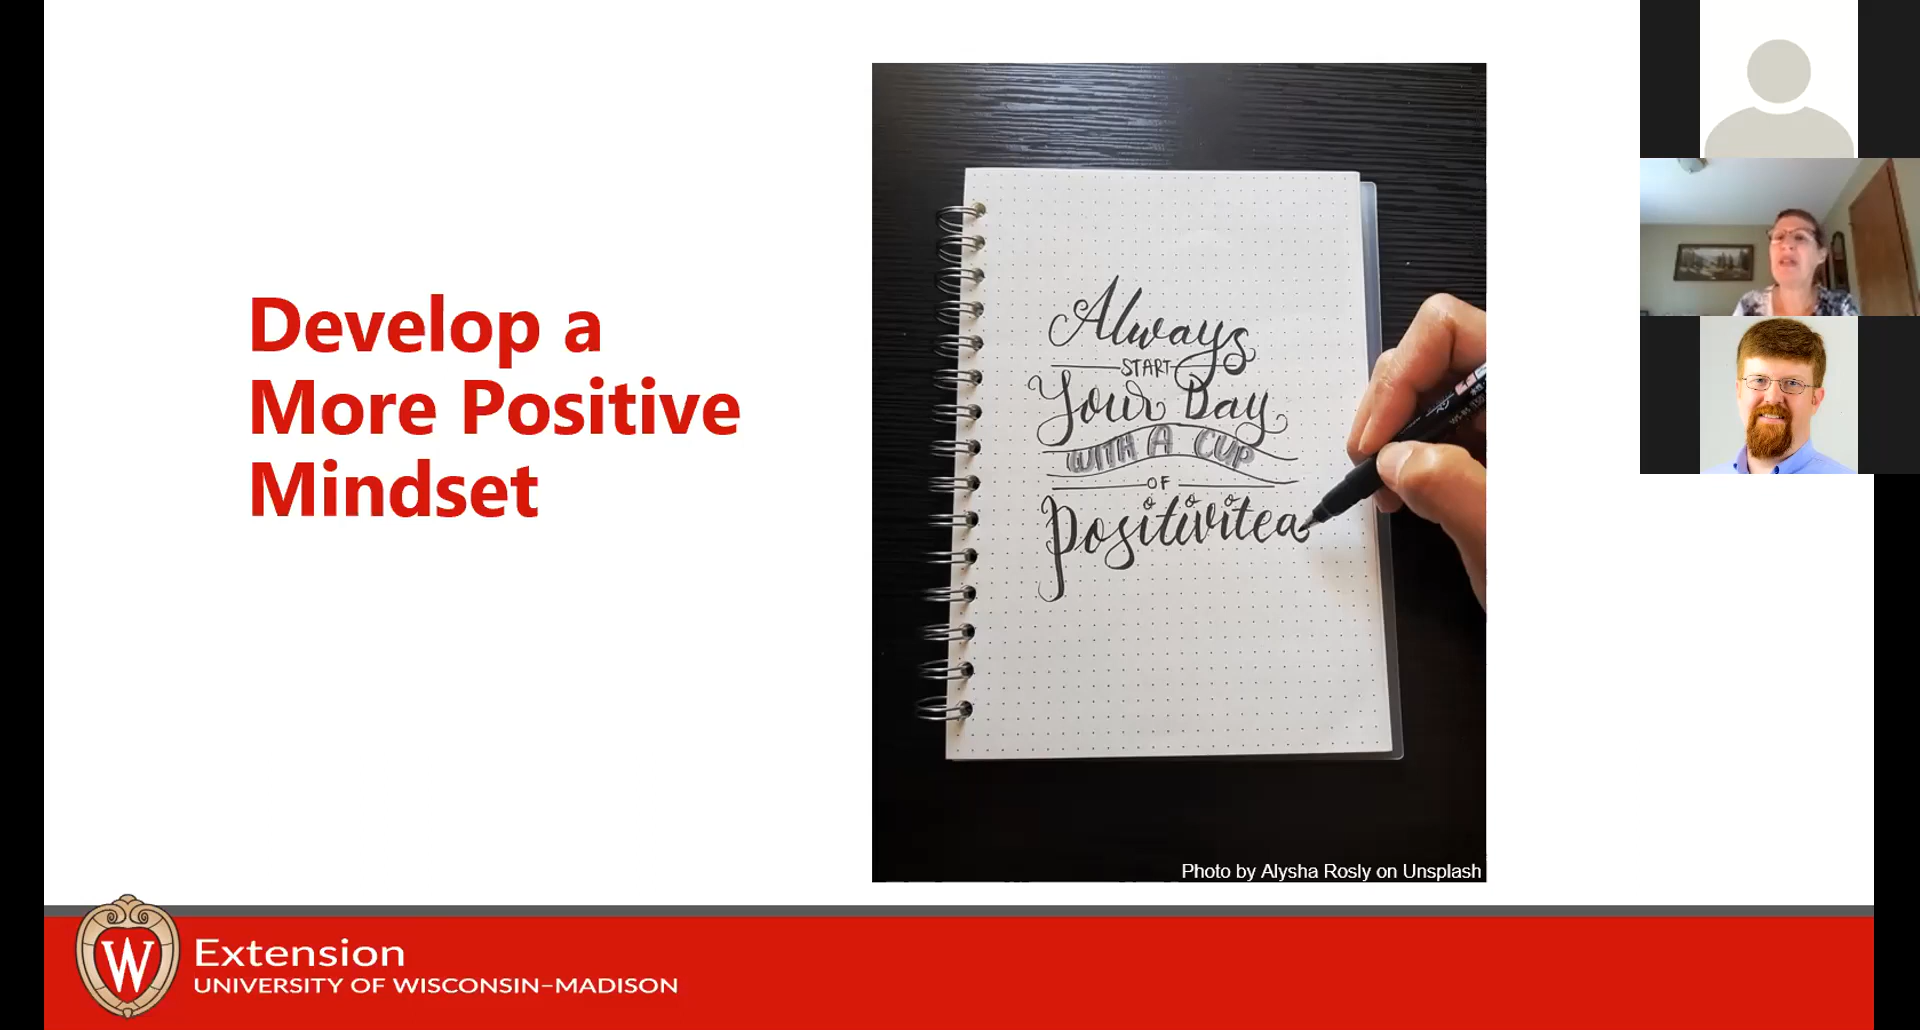 Develop a
More Positive
Mindset
Always
START
Your Day
WITH A CUP
OF
positivitea
Photo by Alysha Rosly on Unsplash
W
Extension
UNIVERSITY OF WISCONSIN–MADISON